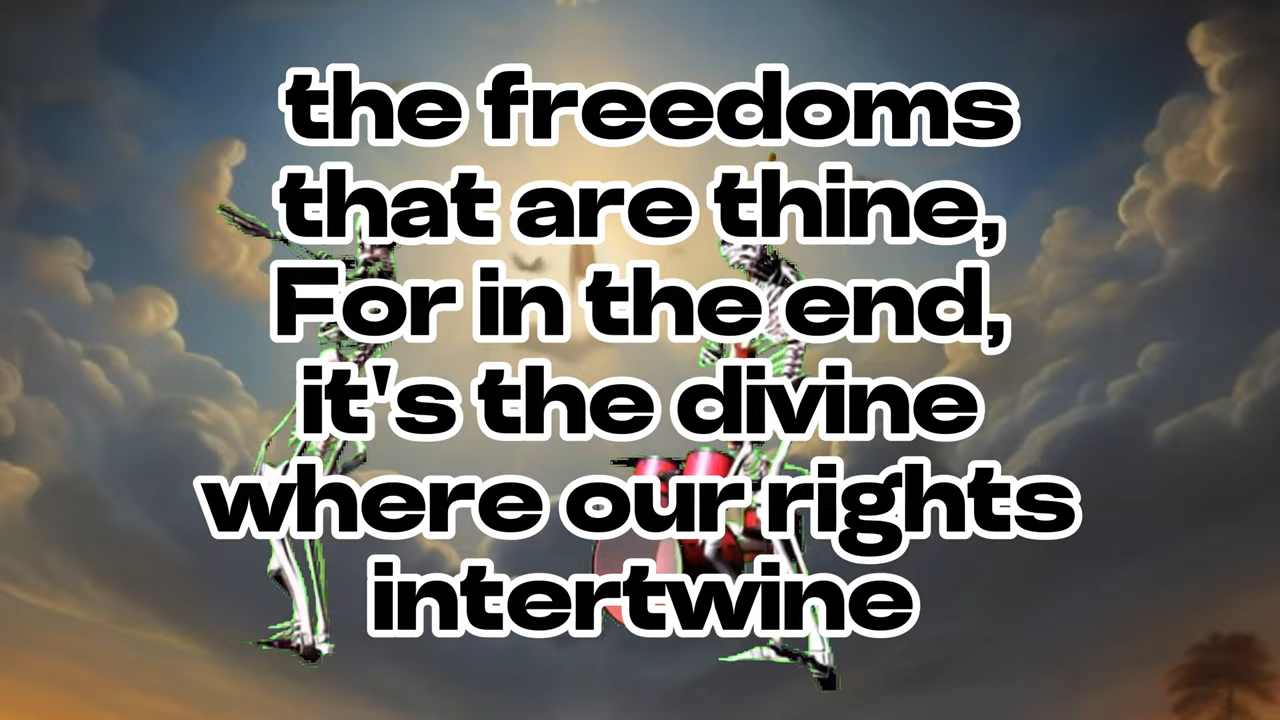 the freedoms
that are thine,
For in the end,
it's the divine
where our rights
intertwine